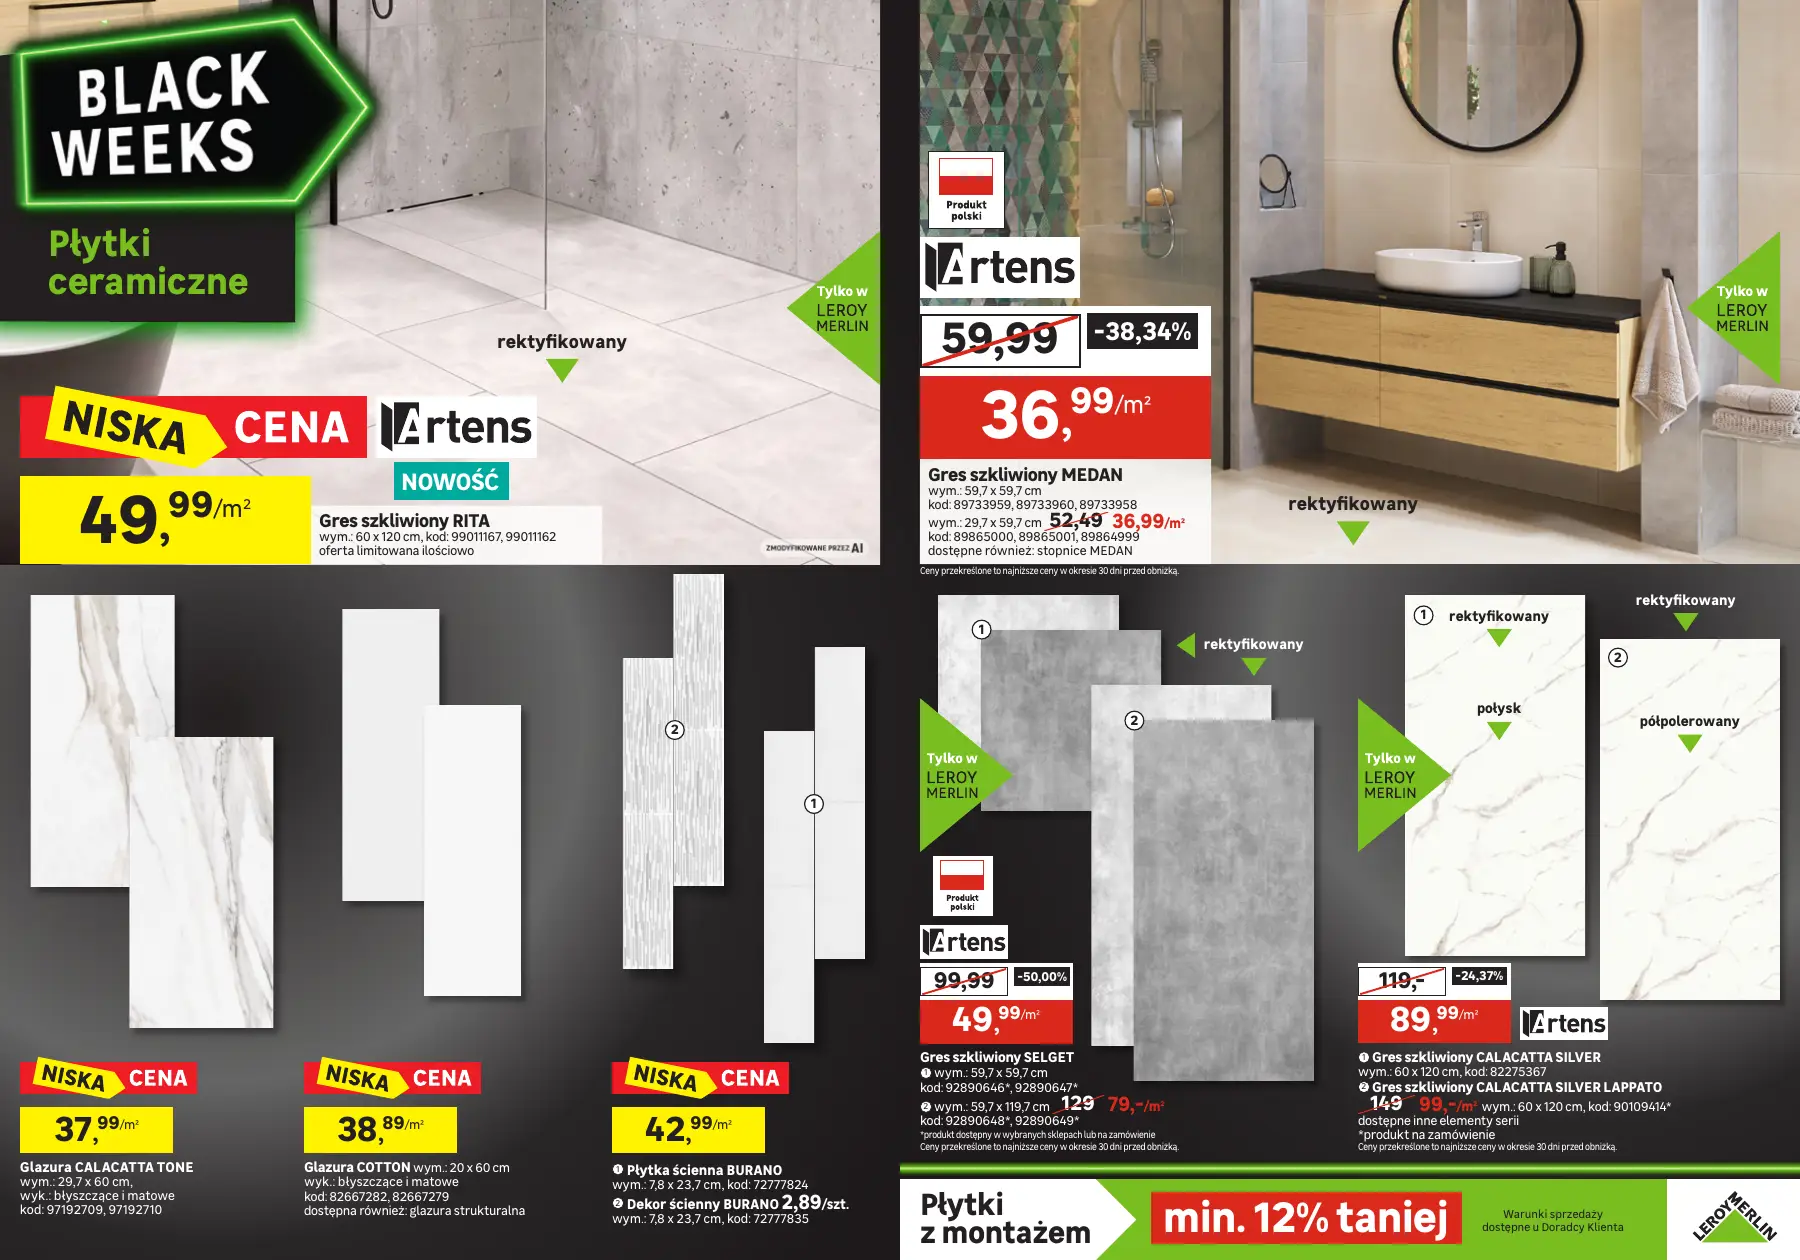 BLACK
WEEKS
Płytki
ceramiczne
rektyfikowany
Tylko w
LEROY
MERLIN
NISKA CENA
Artens
NOWOŚĆ
49,99/m²
Gres szkliwiony RITA
wym.: 60 x 120 cm, kod: 99011167, 99011162
oferta limitowana ilościowo
ZMODYFIKOWANE PRZEZ AI
NISKA CENA
37,99/m²
Glazura CALACATTA TONE
wym.: 29,7 x 60 cm,
wyk.: błyszczące i matowe
kod: 97192709, 97192710
NISKA CENA
38,89/m²
Glazura COTTON wym.: 20 x 60 cm
wyk.: błyszczące i matowe
kod: 82667282, 82667279
dostępna również: glazura strukturalna
2
1
NISKA CENA
42,99/m²
1 Płytka ścienna BURANO
wym.: 7,8 x 23,7 cm, kod: 72777824
2 Dekor ścienny BURANO 2,89/szt.
wym.: 7,8 x 23,7 cm, kod: 72777835
Produkt
polski
Artens
59,99 -38,34%
36,99/m²
Gres szkliwiony MEDAN
wym.: 59,7 x 59,7 cm
kod: 89733959, 89733960, 89733958
wym.: 29,7 x 59,7 cm 52,49 36,99/m²
kod: 89865000, 89865001, 89864999
dostępne również: stopnice MEDAN
Ceny przekreślone to najniższe ceny w okresie 30 dni przed obniżką.
rektyfikowany
Tylko w
LEROY
MERLIN
1
rektyfikowany
2
Tylko w
LEROY
MERLIN
Produkt
polski
Artens
99,99 -50,00%
49,99/m²
Gres szkliwiony SELGET
1 wym.: 59,7 x 59,7 cm
kod: 92890646*, 92890647*
2 wym.: 59,7 x 119,7 cm 129 79,-/m²
kod: 92890648*, 92890649*
*produkt dostępny w wybranych sklepach lub na zamówienie
Ceny przekreślone to najniższe ceny w okresie 30 dni przed obniżką.
1 rektyfikowany
połysk
rektyfikowany
2
półpolerowany
Tylko w
LEROY
MERLIN
119,- -24,37%
89,99/m²
Artens
1 Gres szkliwiony CALACATTA SILVER
wym.: 60 x 120 cm, kod: 82275367
2 Gres szkliwiony CALACATTA SILVER LAPPATO
149 99,-/m² wym.: 60 x 120 cm, kod: 90109414*
dostępne inne elementy serii
*produkt na zamówienie
Ceny przekreślone to najniższe ceny w okresie 30 dni przed obniżką.
Płytki
z montażem
min. 12% taniej
Warunki sprzedaży
dostępne u Doradcy Klienta
LEROY MERLIN